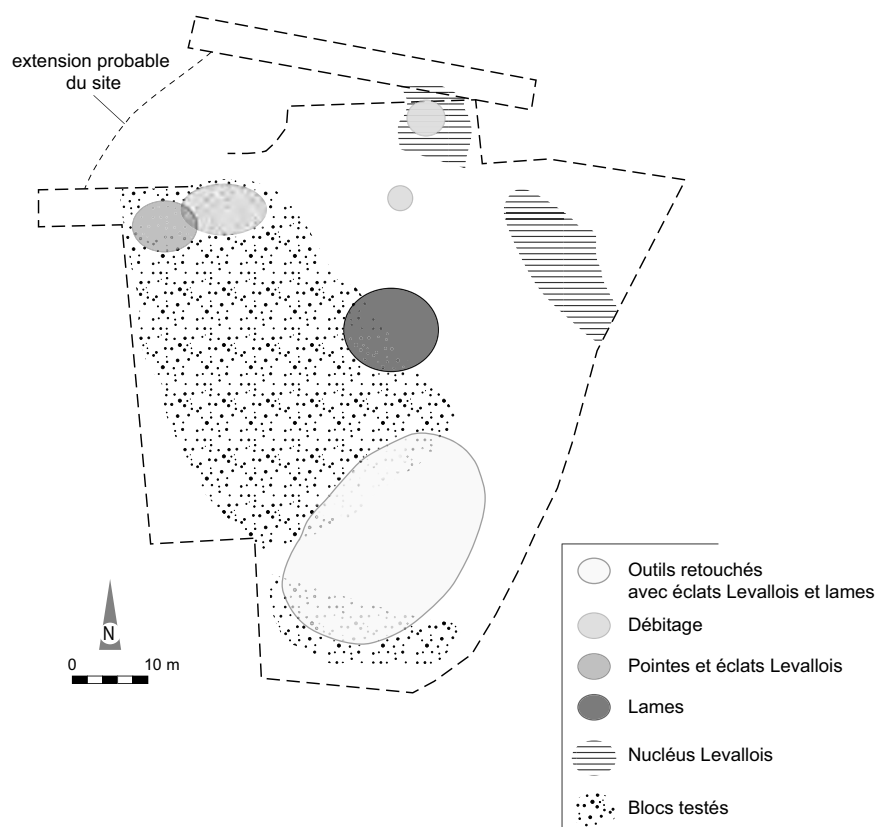 extension probable
du site
N
0 10 m
Outils retouchés
avec éclats Levallois et lames
Débitage
Pointes et éclats Levallois
Lames
Nucléus Levallois
Blocs testés